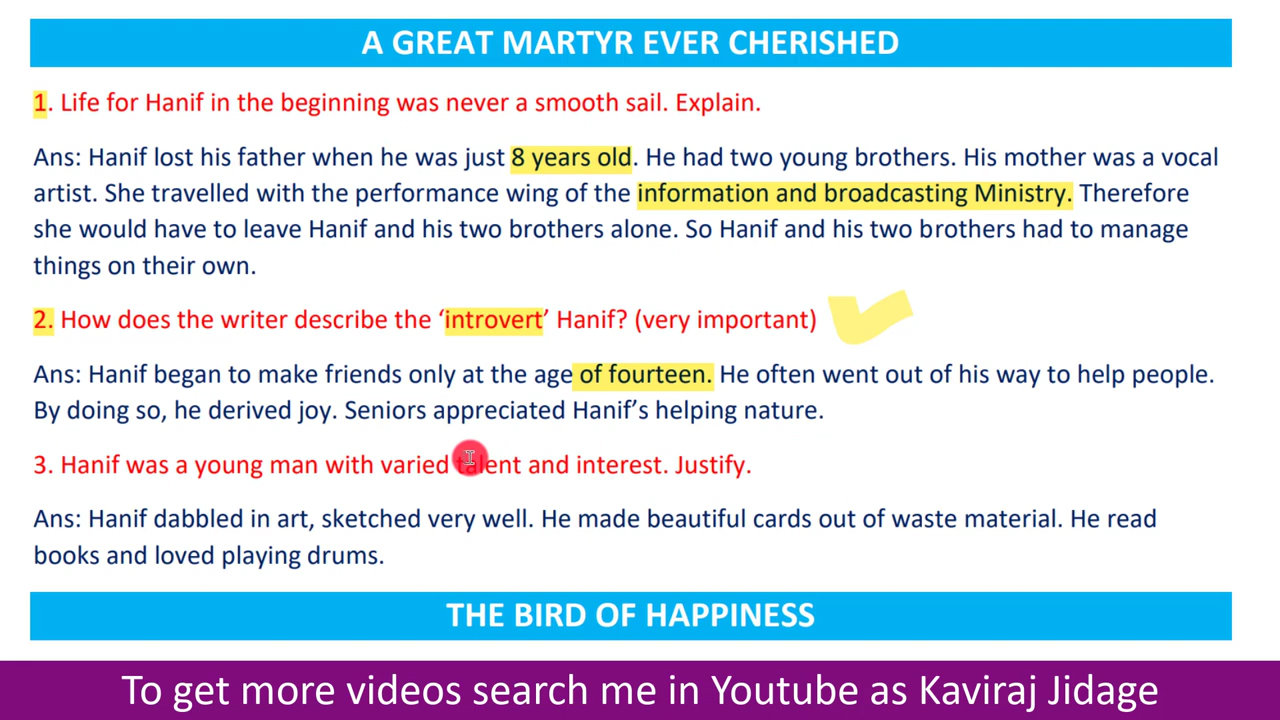 A GREAT MARTYR EVER CHERISHED
1. Life for Hanif in the beginning was never a smooth sail. Explain.
Ans: Hanif lost his father when he was just 8 years old. He had two young brothers. His mother was a vocal
artist. She travelled with the performance wing of the information and broadcasting Ministry. Therefore
she would have to leave Hanif and his two brothers alone. So Hanif and his two brothers had to manage
things on their own.
2. How does the writer describe the ‘introvert’ Hanif? (very important)
Ans: Hanif began to make friends only at the age of fourteen. He often went out of his way to help people.
By doing so, he derived joy. Seniors appreciated Hanif’s helping nature.
3. Hanif was a young man with varied talent and interest. Justify.
Ans: Hanif dabbled in art, sketched very well. He made beautiful cards out of waste material. He read
books and loved playing drums.
THE BIRD OF HAPPINESS
To get more videos search me in Youtube as Kaviraj Jidage